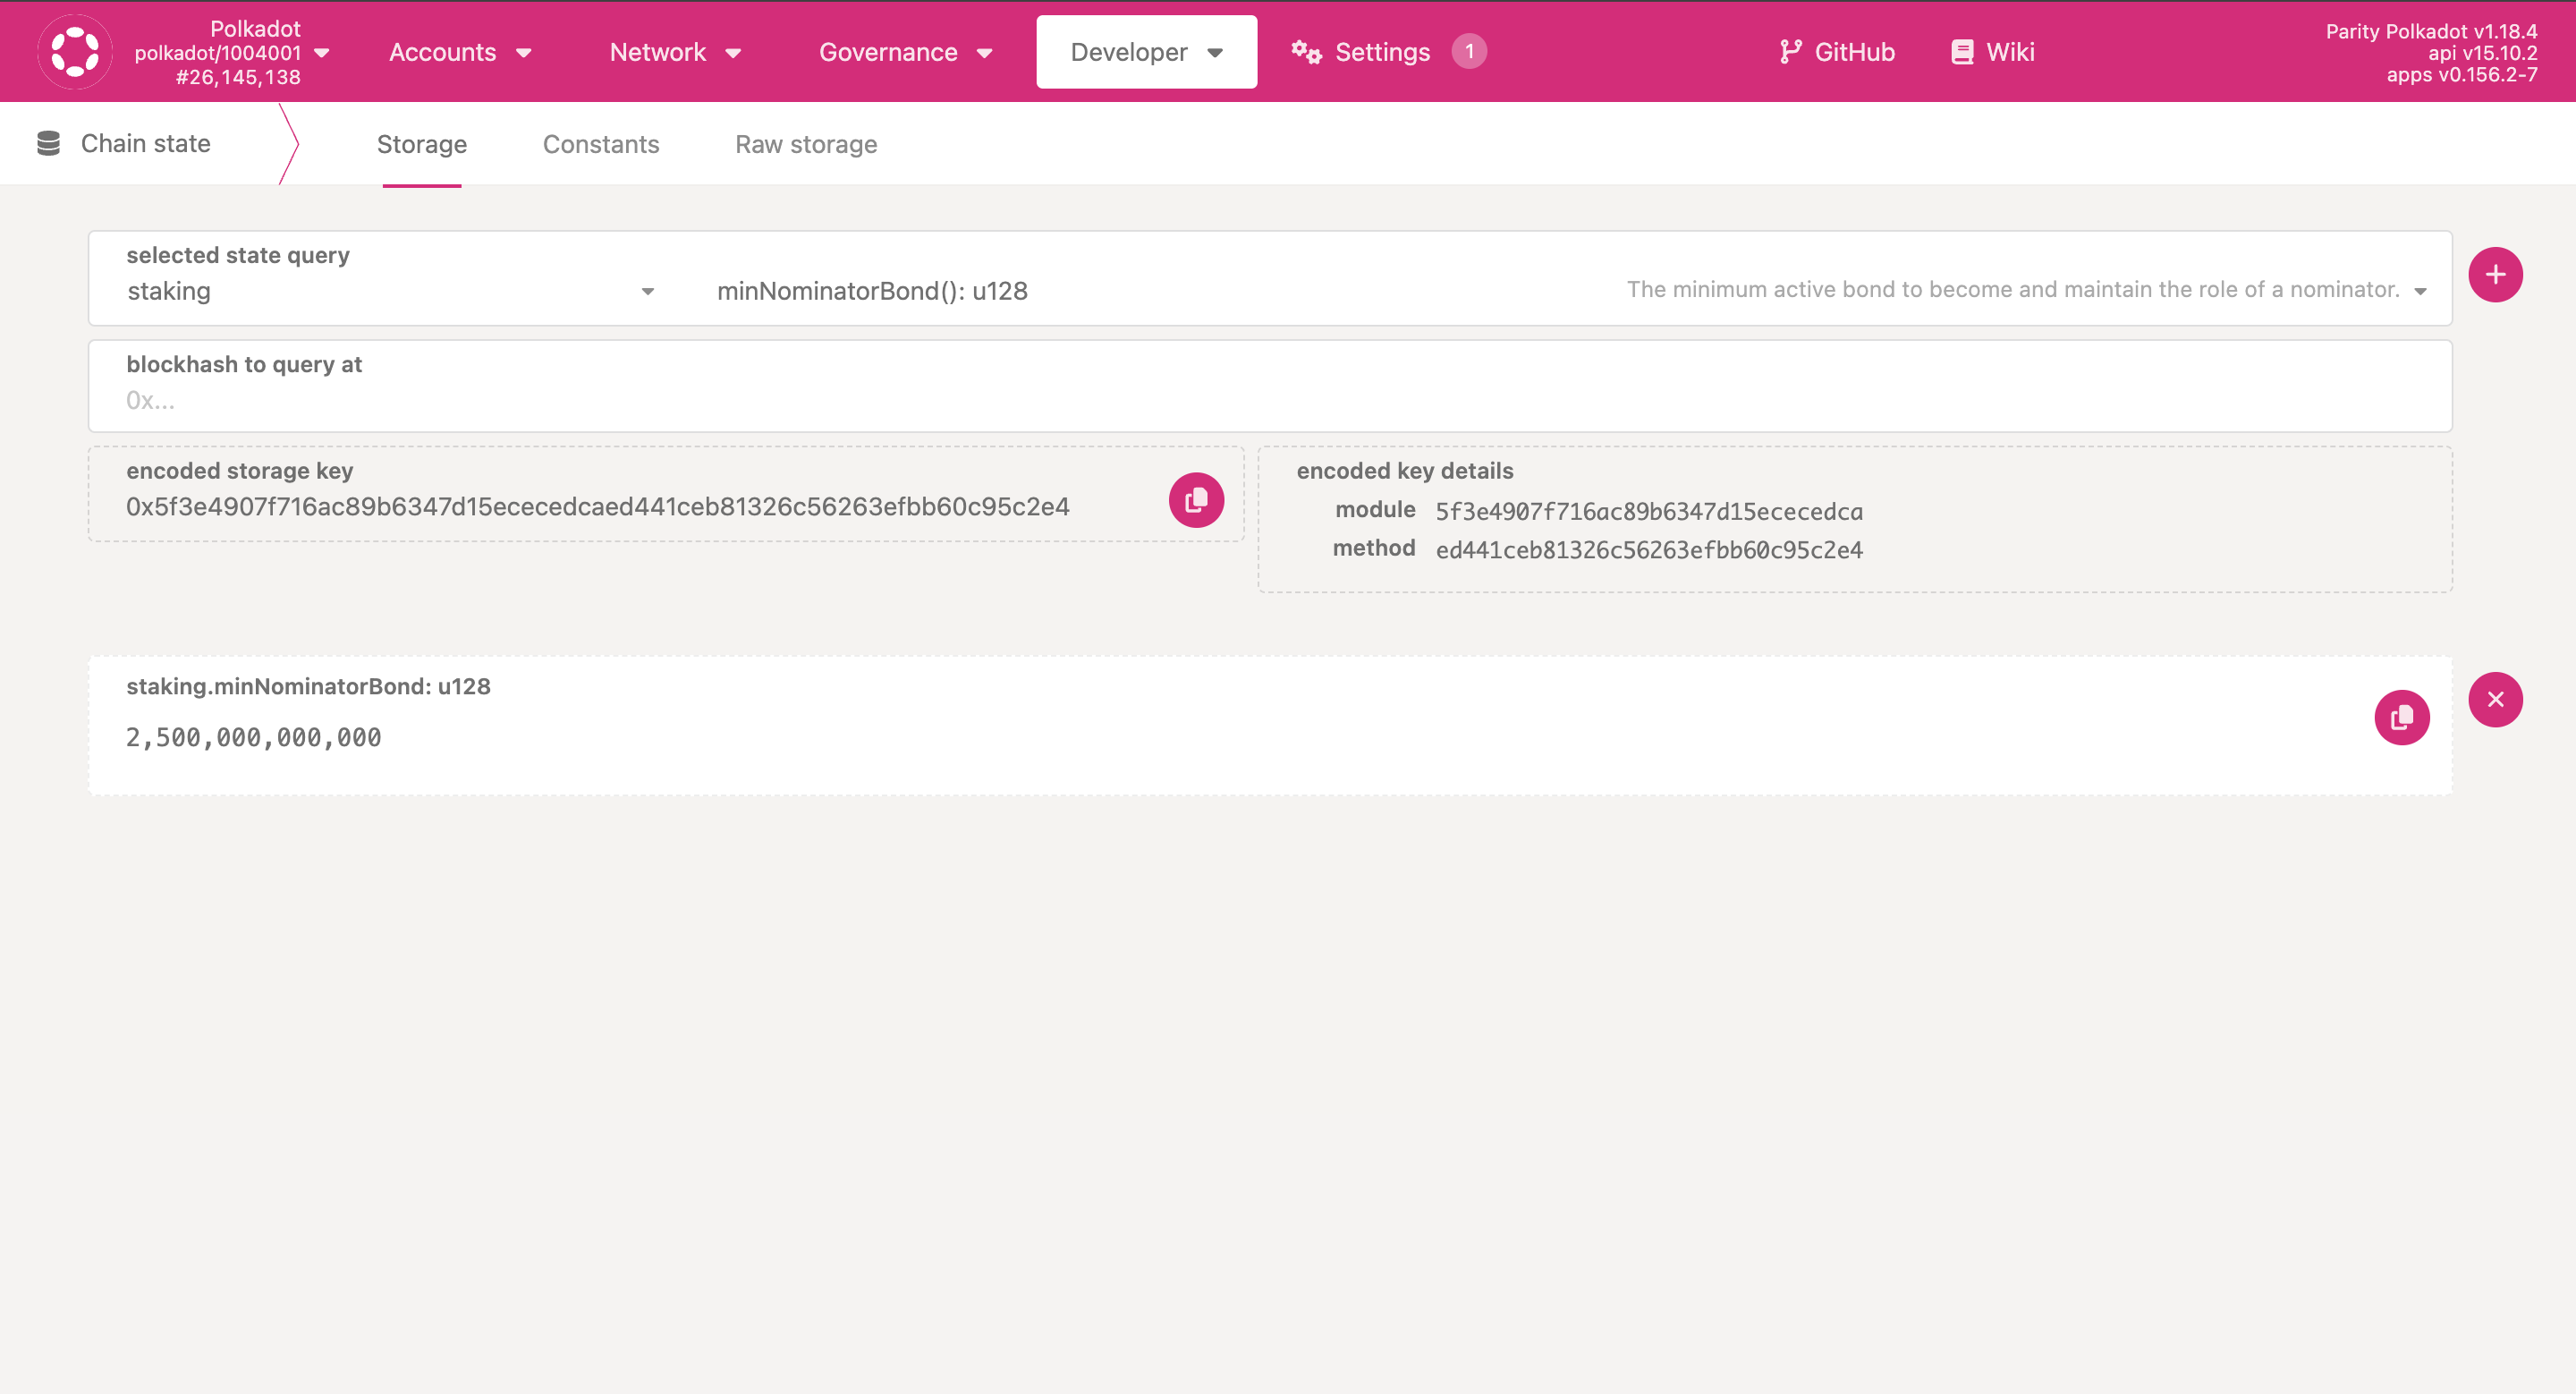 Polkadot
polkadot/1004001
#26,145,138
Accounts
Network
Governance
Developer
Settings 1
GitHub
Wiki
Parity Polkadot v1.18.4
api v15.10.2
apps v0.156.2-7
Chain state
Storage
Constants
Raw storage
selected state query
staking
minNominatorBond(): u128
The minimum active bond to become and maintain the role of a nominator.
blockhash to query at
0x...
encoded storage key
0x5f3e4907f716ac89b6347d15ececedcaed441ceb81326c56263efbb60c95c2e4
encoded key details
module 5f3e4907f716ac89b6347d15ececedca
method ed441ceb81326c56263efbb60c95c2e4
staking.minNominatorBond: u128
2,500,000,000,000